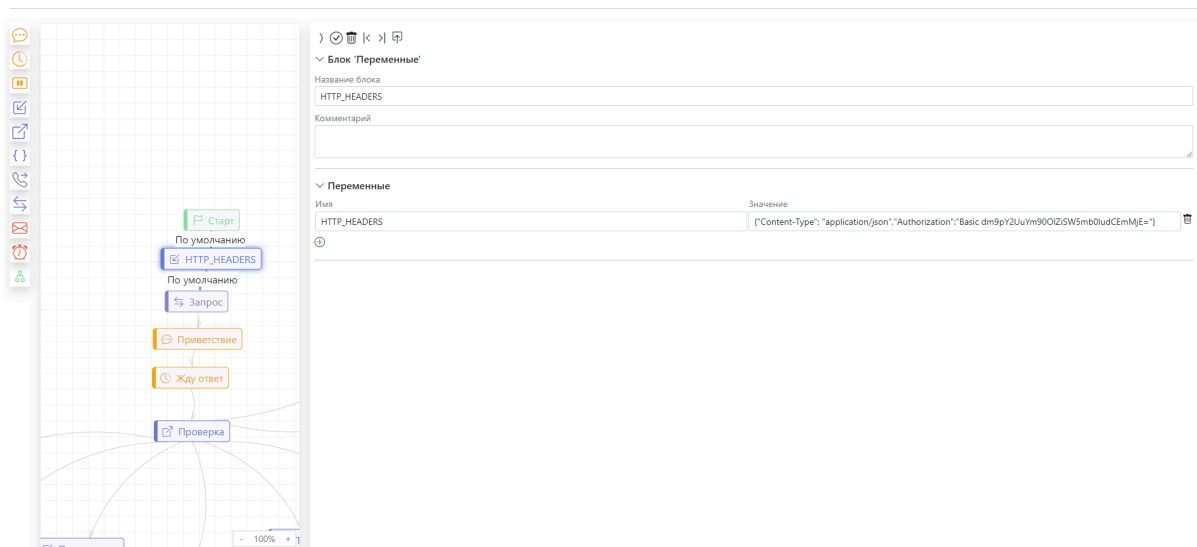 Блок 'Переменные'
Название блока
HTTP_HEADERS
Комментарий
Переменные
Имя
Значение
HTTP_HEADERS
{"Content-Type": "application/json","Authorization":"Basic dm9pY2UuYm90OlZiSW5mb0ludCEmMjE="}
Старт
По умолчанию
HTTP_HEADERS
По умолчанию
Запрос
Приветствие
Жду ответ
Проверка
- 100% +